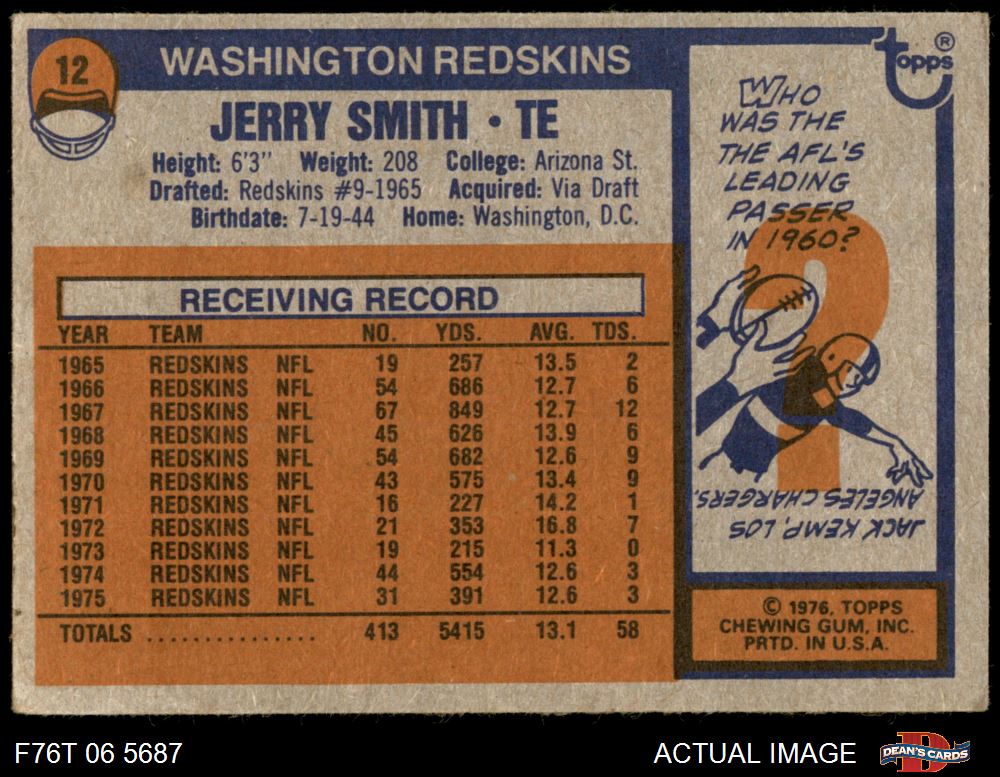 12
WASHINGTON REDSKINS
JERRY SMITH • TE
Height: 6'3" Weight: 208 College: Arizona St.
Drafted: Redskins #9-1965 Acquired: Via Draft
Birthdate: 7-19-44 Home: Washington, D.C.
RECEIVING RECORD
YEAR TEAM NO. YDS. AVG. TDS.
1965 REDSKINS NFL 19 257 13.5 2
1966 REDSKINS NFL 54 686 12.7 6
1967 REDSKINS NFL 67 849 12.7 12
1968 REDSKINS NFL 45 626 13.9 6
1969 REDSKINS NFL 54 682 12.6 9
1970 REDSKINS NFL 43 575 13.4 9
1971 REDSKINS NFL 16 227 14.2 1
1972 REDSKINS NFL 21 353 16.8 7
1973 REDSKINS NFL 19 215 11.3 0
1974 REDSKINS NFL 44 554 12.6 3
1975 REDSKINS NFL 31 391 12.6 3
TOTALS ............... 413 5415 13.1 58
topps ®
WHO
WAS THE
THE AFL'S
LEADING
PASSER
IN 1960?
?
JACK KEMP, LOS
ANGELES CHARGERS.
© 1976, TOPPS
CHEWING GUM, INC.
PRTD. IN U.S.A.
F76T 06 5687
ACTUAL IMAGE
D
DEAN'S CARDS